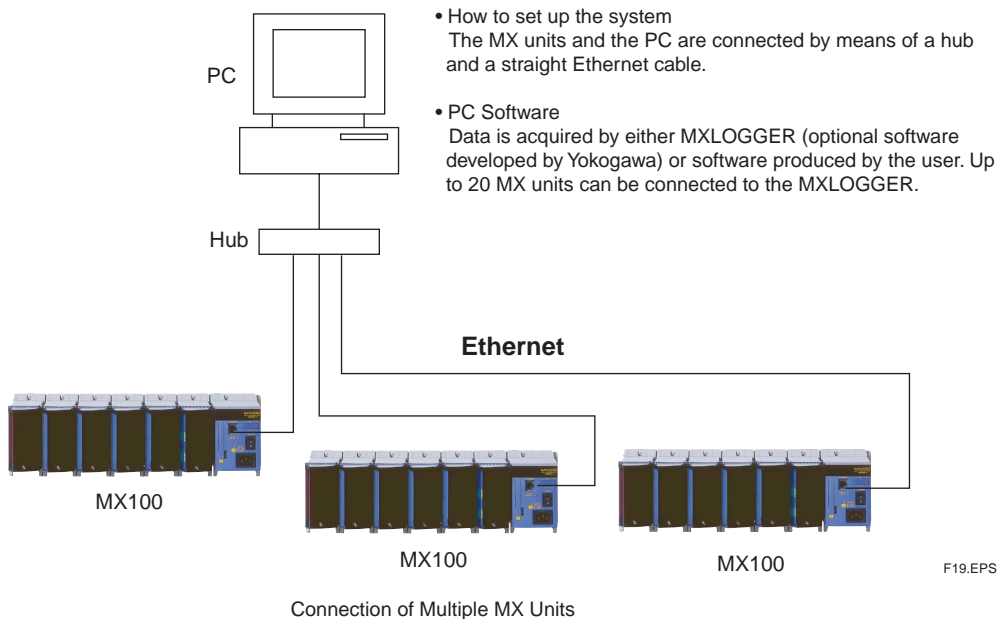 • How to set up the system
The MX units and the PC are connected by means of a hub
and a straight Ethernet cable.
PC
• PC Software
Data is acquired by either MXLOGGER (optional software
developed by Yokogawa) or software produced by the user. Up
to 20 MX units can be connected to the MXLOGGER.
Hub
Ethernet
MX100
MX100
MX100
F19.EPS
Connection of Multiple MX Units